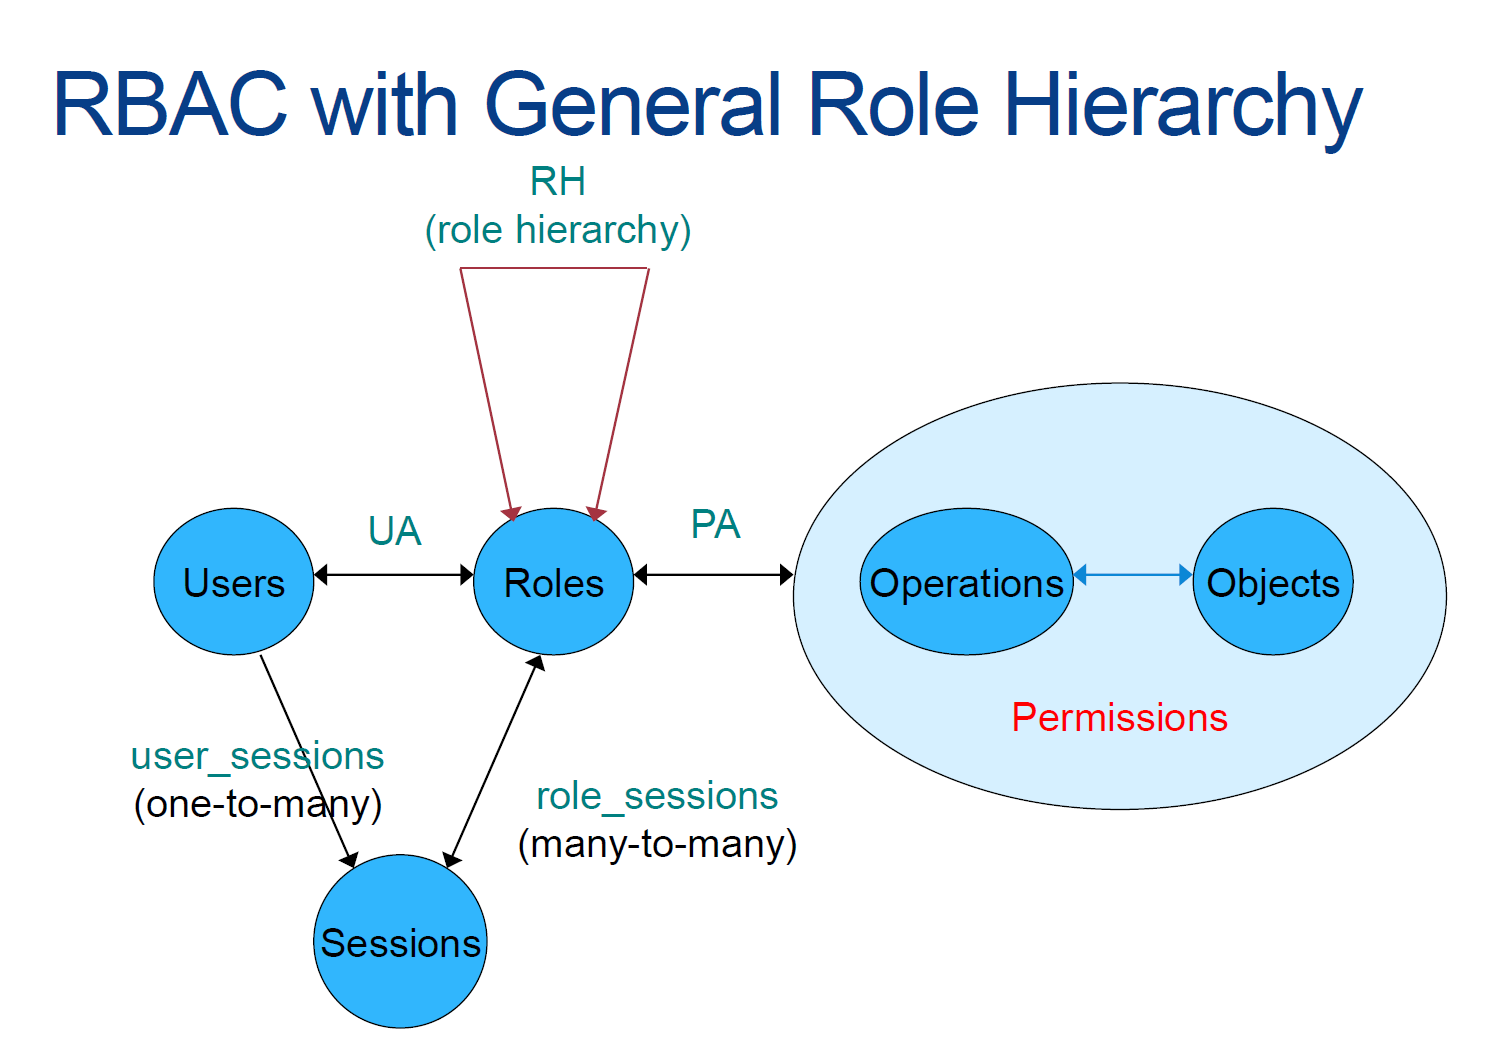 RBAC with General Role Hierarchy
RH
(role hierarchy)
UA
PA
Users
Roles
Operations
Objects
Permissions
user_sessions
(one-to-many)
role_sessions
(many-to-many)
Sessions